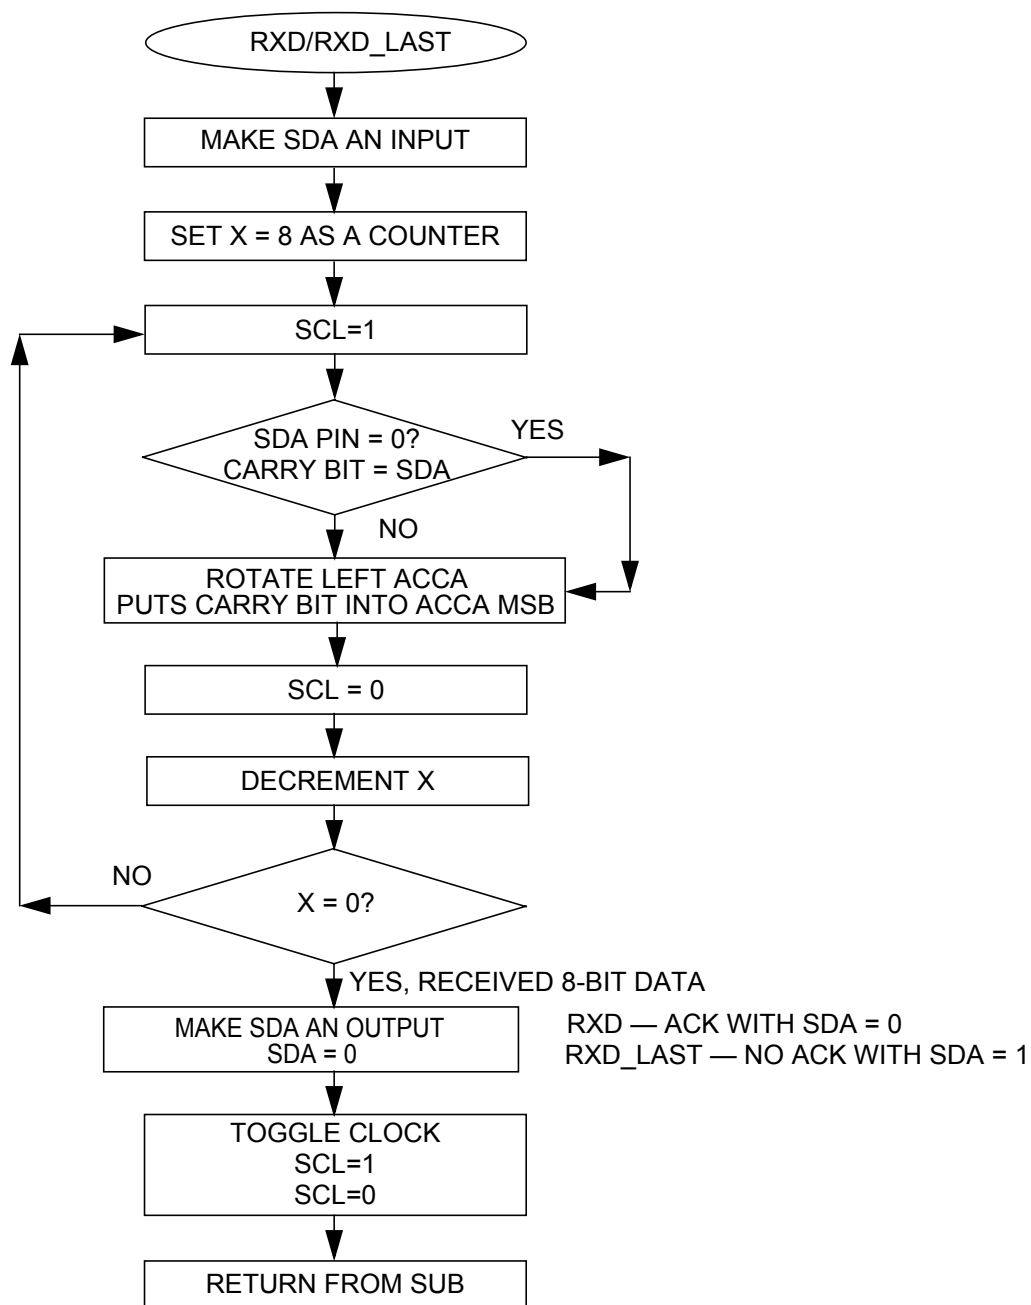 RXD/RXD_LAST
MAKE SDA AN INPUT
SET X = 8 AS A COUNTER
SCL=1
SDA PIN = 0?
CARRY BIT = SDA
YES
NO
ROTATE LEFT ACCA
PUTS CARRY BIT INTO ACCA MSB
SCL = 0
DECREMENT X
NO
X = 0?
YES, RECEIVED 8-BIT DATA
MAKE SDA AN OUTPUT
SDA = 0
RXD — ACK WITH SDA = 0
RXD_LAST — NO ACK WITH SDA = 1
TOGGLE CLOCK
SCL=1
SCL=0
RETURN FROM SUB